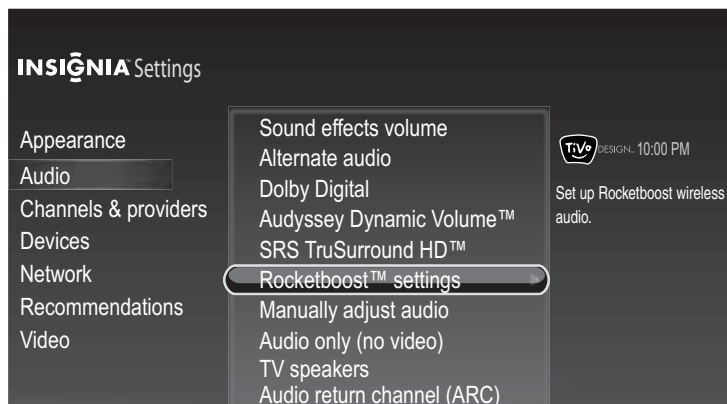 INSIGNIA™ Settings
Appearance
Audio
Channels & providers
Devices
Network
Recommendations
Video
Sound effects volume
Alternate audio
Dolby Digital
Audyssey Dynamic Volume™
SRS TruSurround HD™
Rocketboost™ settings
Manually adjust audio
Audio only (no video)
TV speakers
Audio return channel (ARC)
TiVo DESIGN... 10:00 PM
Set up Rocketboost wireless
audio.